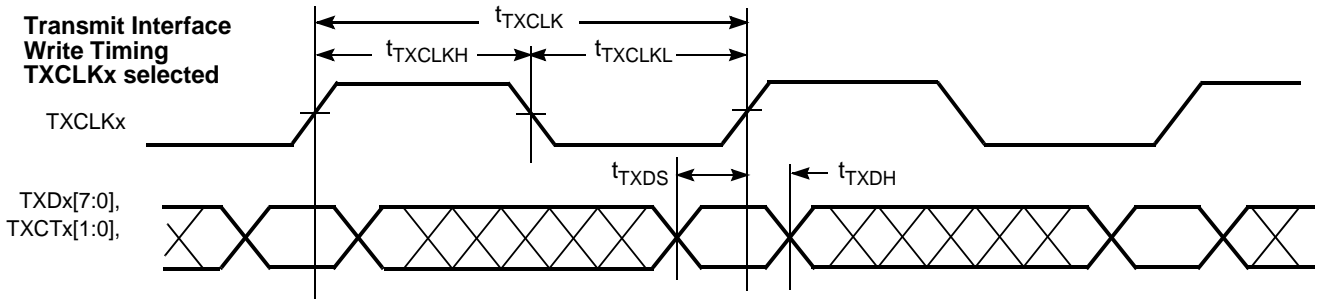 Transmit Interface
Write Timing
TXCLKx selected
tTXCLK
tTXCLKH
tTXCLKL
TXCLKx
tTXDS
tTXDH
TXDx[7:0],
TXCTx[1:0],